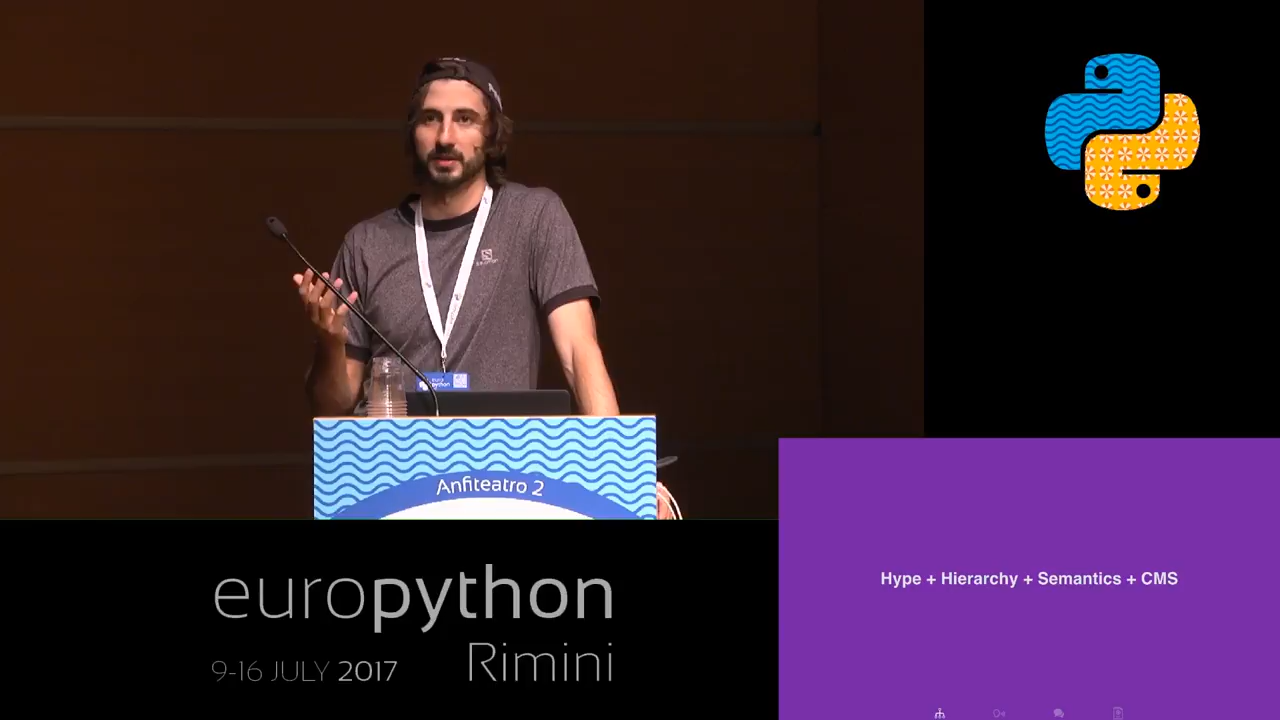 Anfiteatro 2
europython
Rimini
9-16 JULY 2017
Hype + Hierarchy + Semantics + CMS